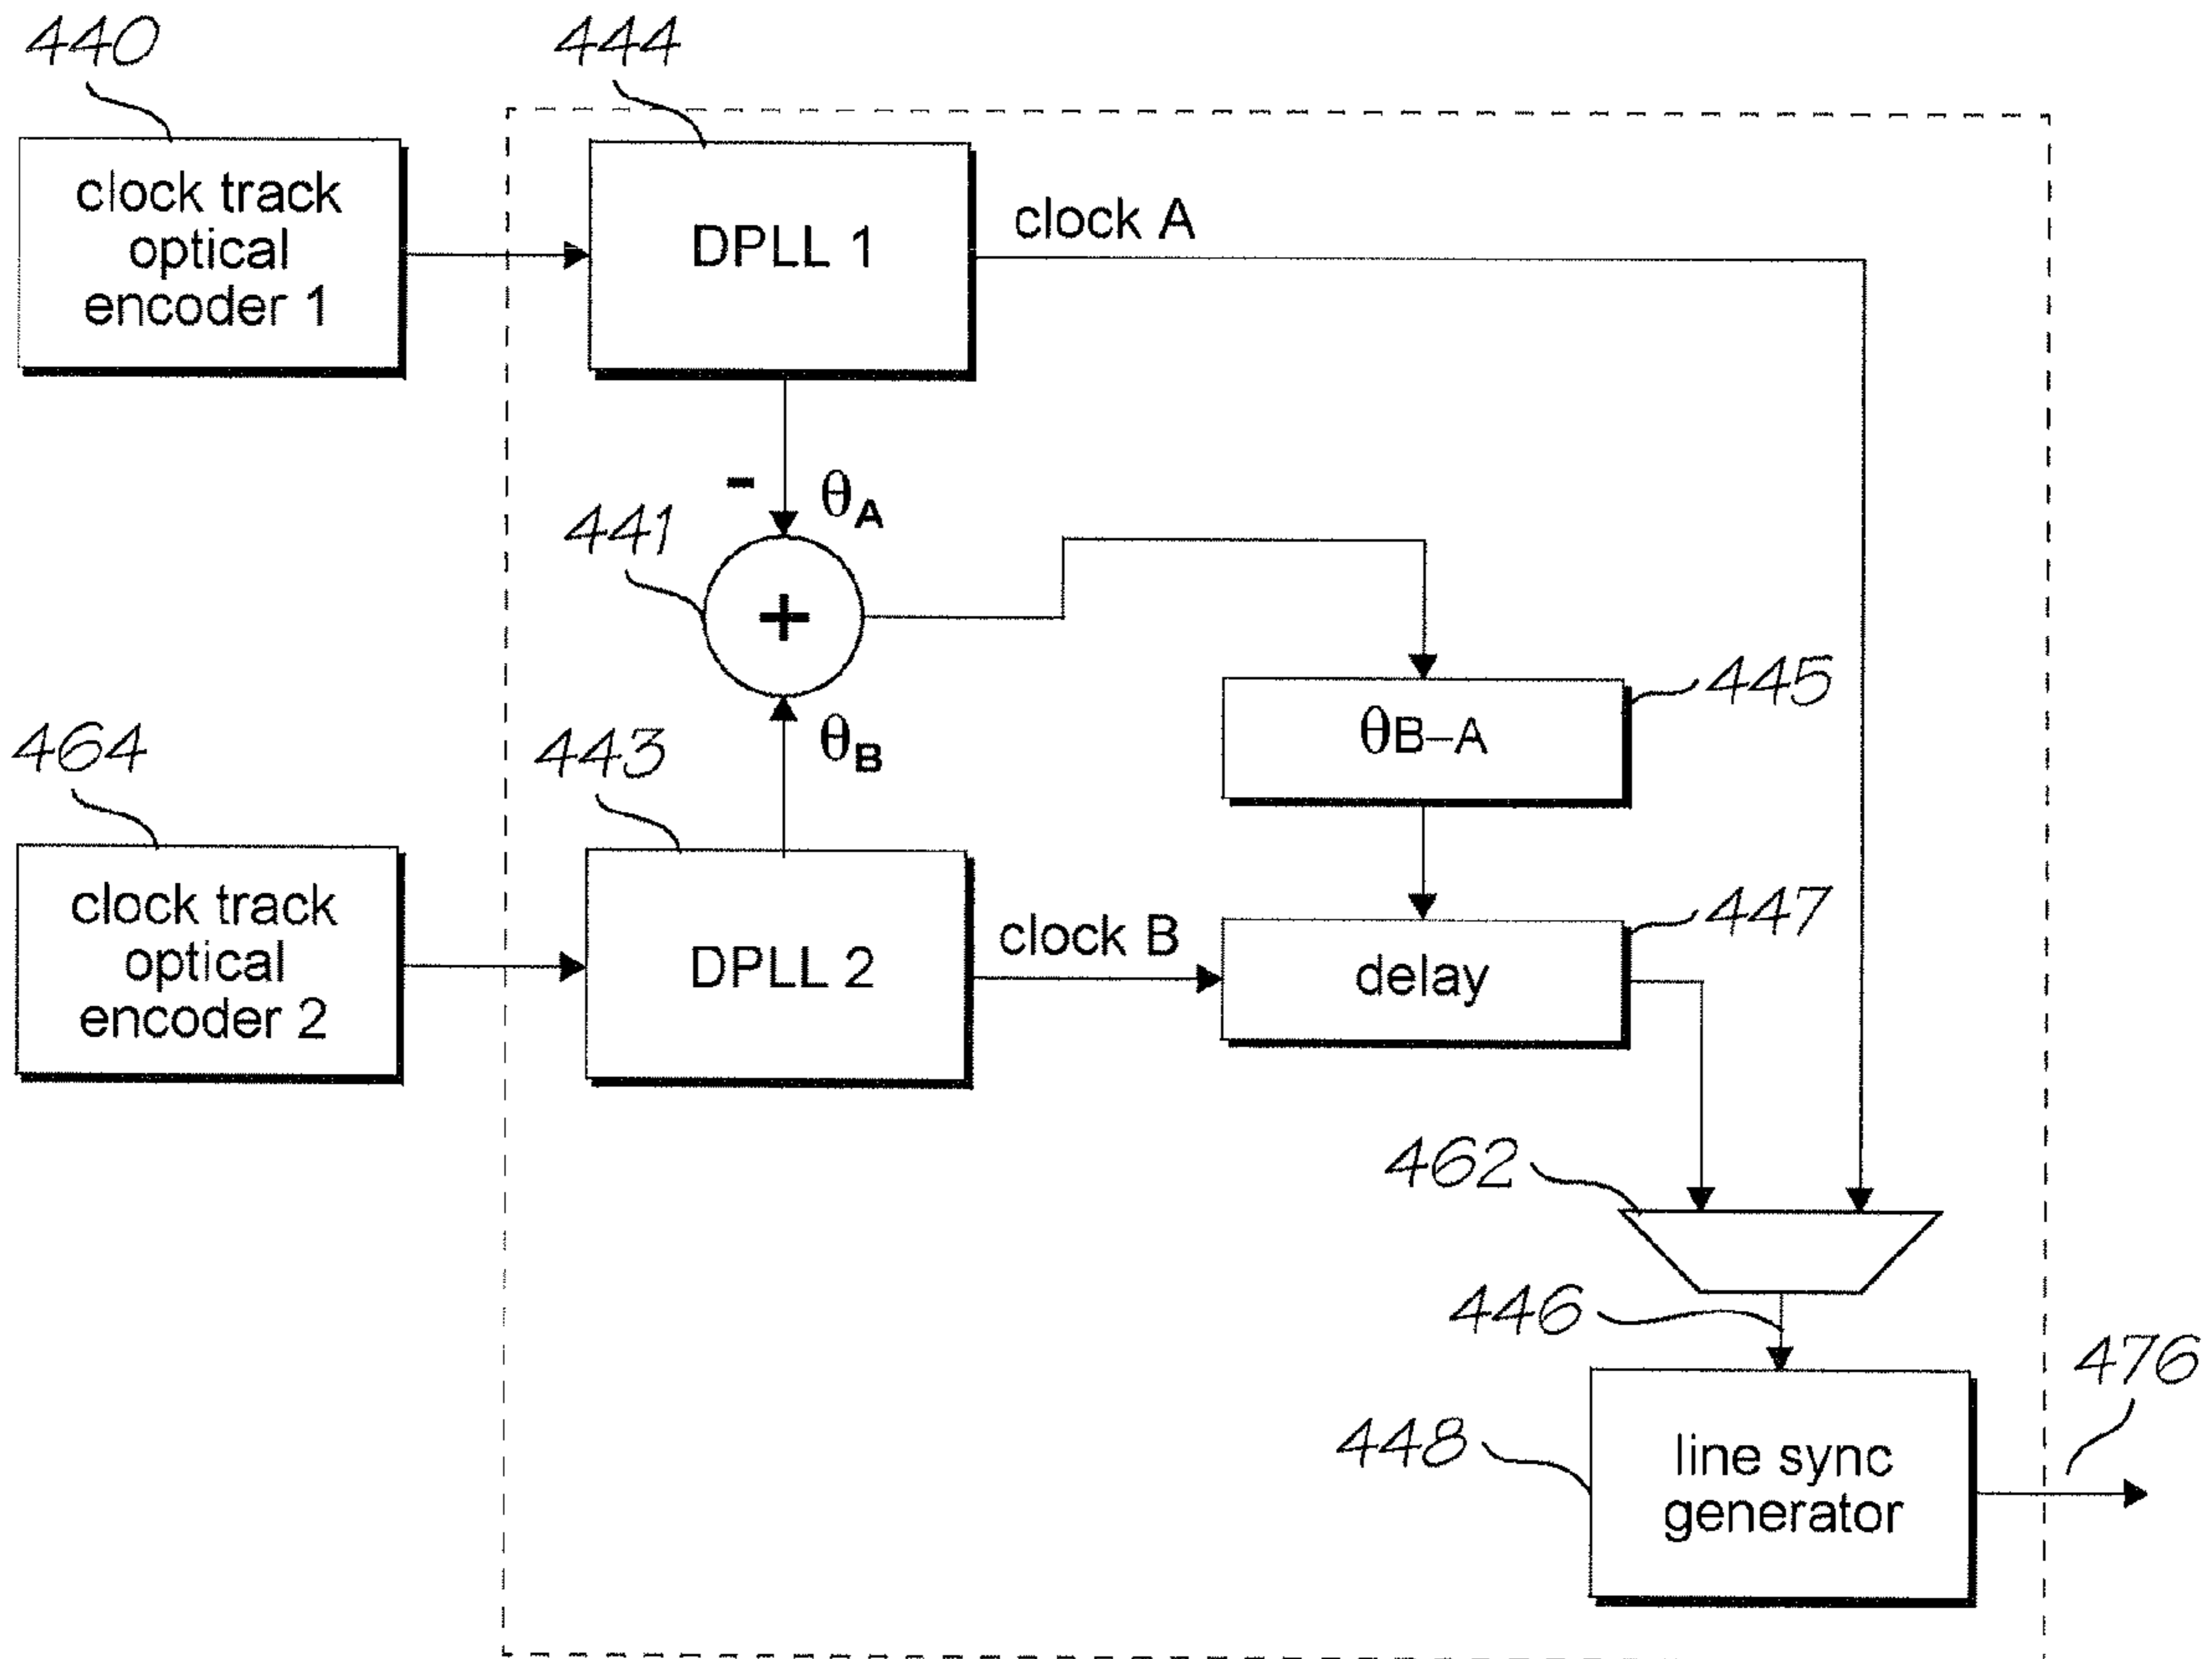 440
444
clock track
optical
encoder 1
DPLL 1
clock A
- θA
441
+
445
θB–A
464
443
θB
447
clock track
optical
encoder 2
DPLL 2
clock B
delay
462
446
476
448
line sync
generator